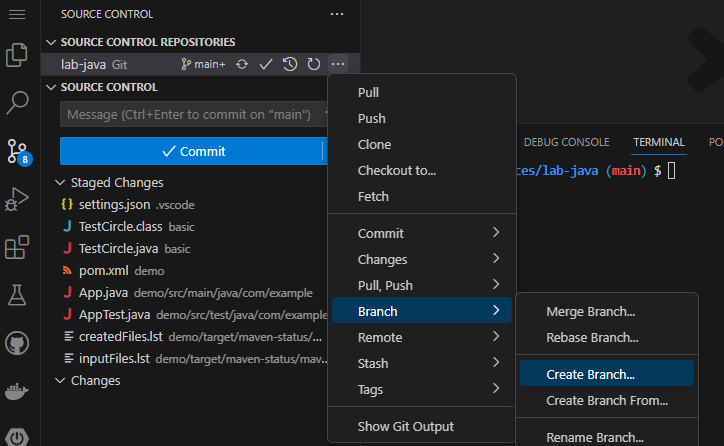 SOURCE CONTROL
SOURCE CONTROL REPOSITORIES
lab-java Git main+
SOURCE CONTROL
Message (Ctrl+Enter to commit on "main")
Commit
Staged Changes
settings.json .vscode
TestCircle.class basic
TestCircle.java basic
pom.xml demo
App.java demo/src/main/java/com/example
AppTest.java demo/src/test/java/com/example
createdFiles.lst demo/target/maven-status/...
inputFiles.lst demo/target/maven-status/mav...
Changes
8
Pull
Push
Clone
Checkout to...
Fetch
Commit
Changes
Pull, Push
Branch
Remote
Stash
Tags
Show Git Output
Merge Branch...
Rebase Branch...
Create Branch...
Create Branch From...
Rename Branch...
DEBUG CONSOLE TERMINAL PO
ces/lab-java (main) $